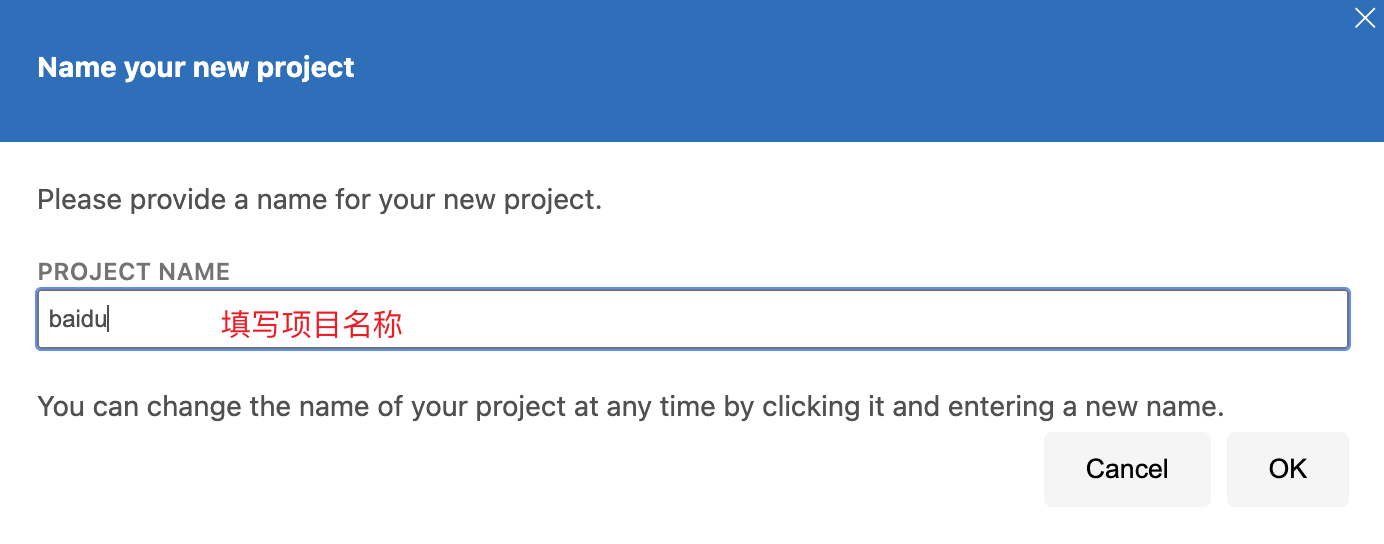 Name your new project
Please provide a name for your new project.
PROJECT NAME
baidu 填写项目名称
You can change the name of your project at any time by clicking it and entering a new name.
Cancel OK